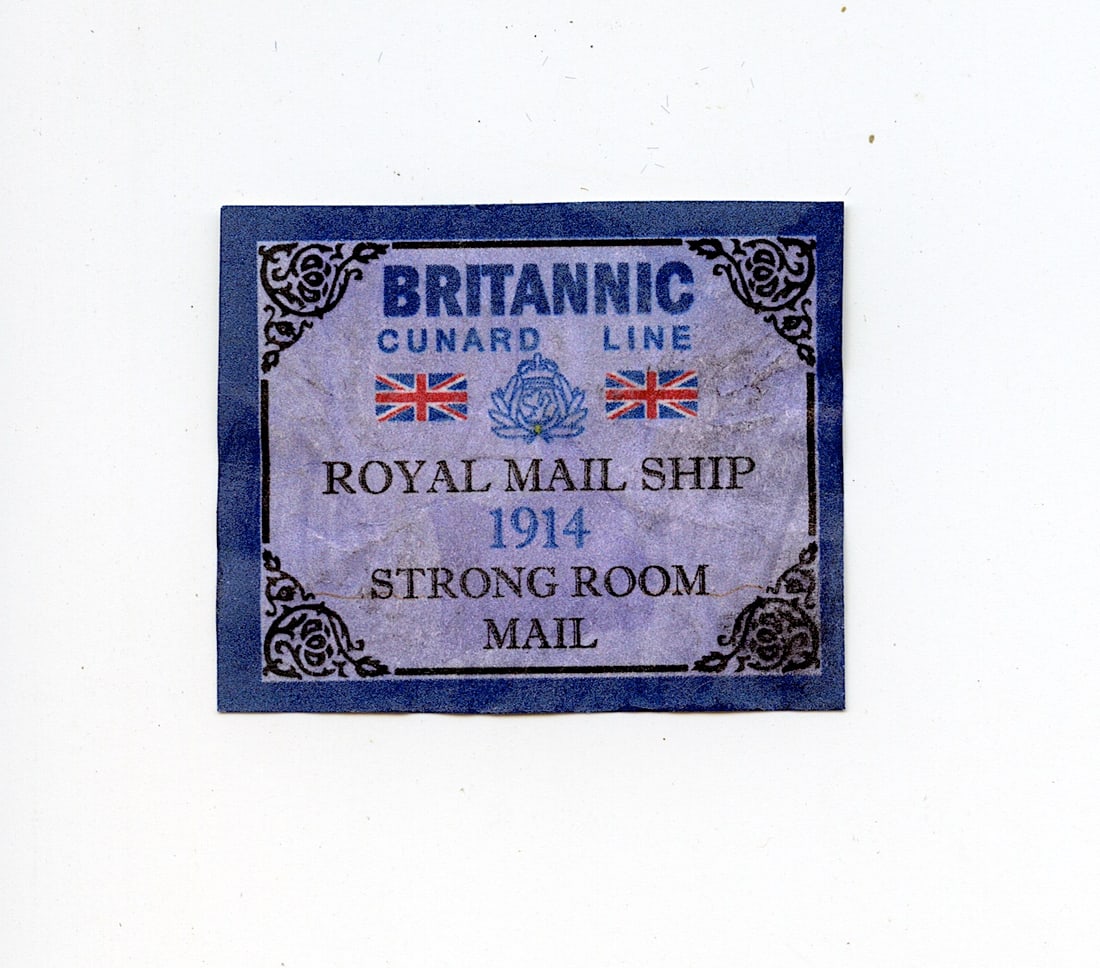 BRITANNIC
CUNARD LINE
ROYAL MAIL SHIP
1914
STRONG ROOM
MAIL